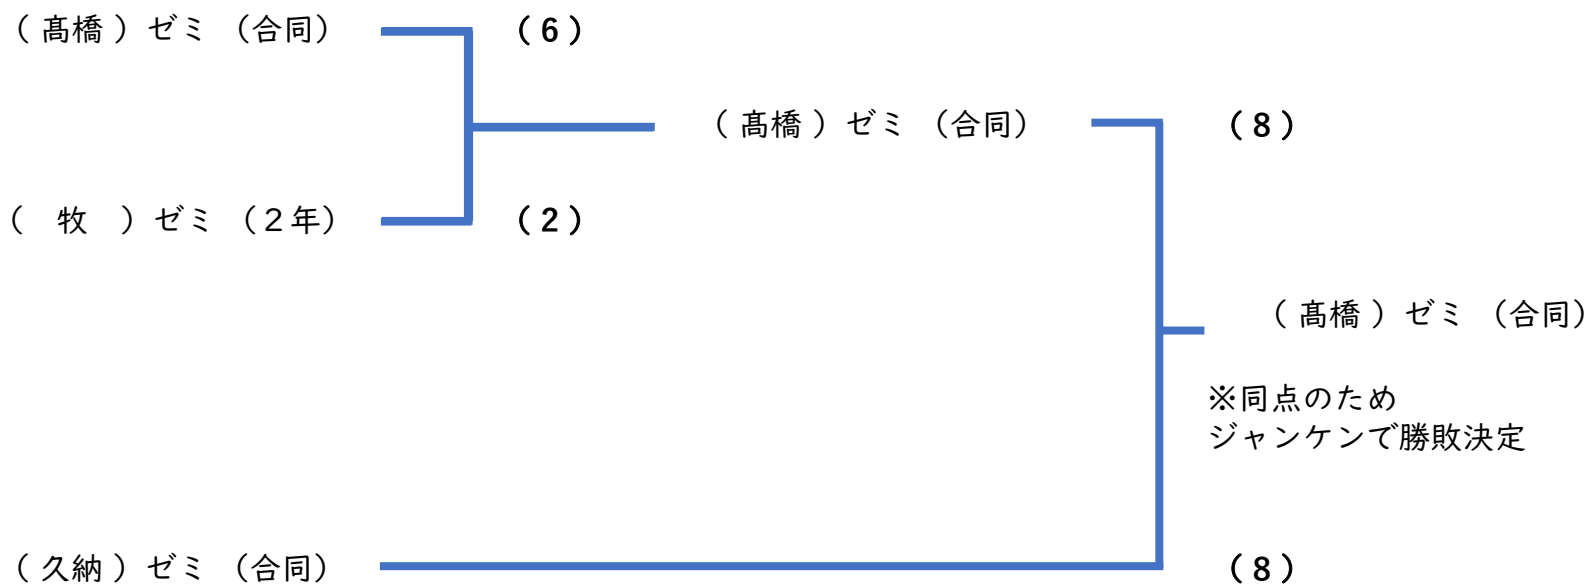 （髙橋）ゼミ（合同）
（6）
（髙橋）ゼミ（合同）
（8）
（　牧　）ゼミ（２年）
（2）
（髙橋）ゼミ（合同）
※同点のため
ジャンケンで勝敗決定
（久納）ゼミ（合同）
（8）